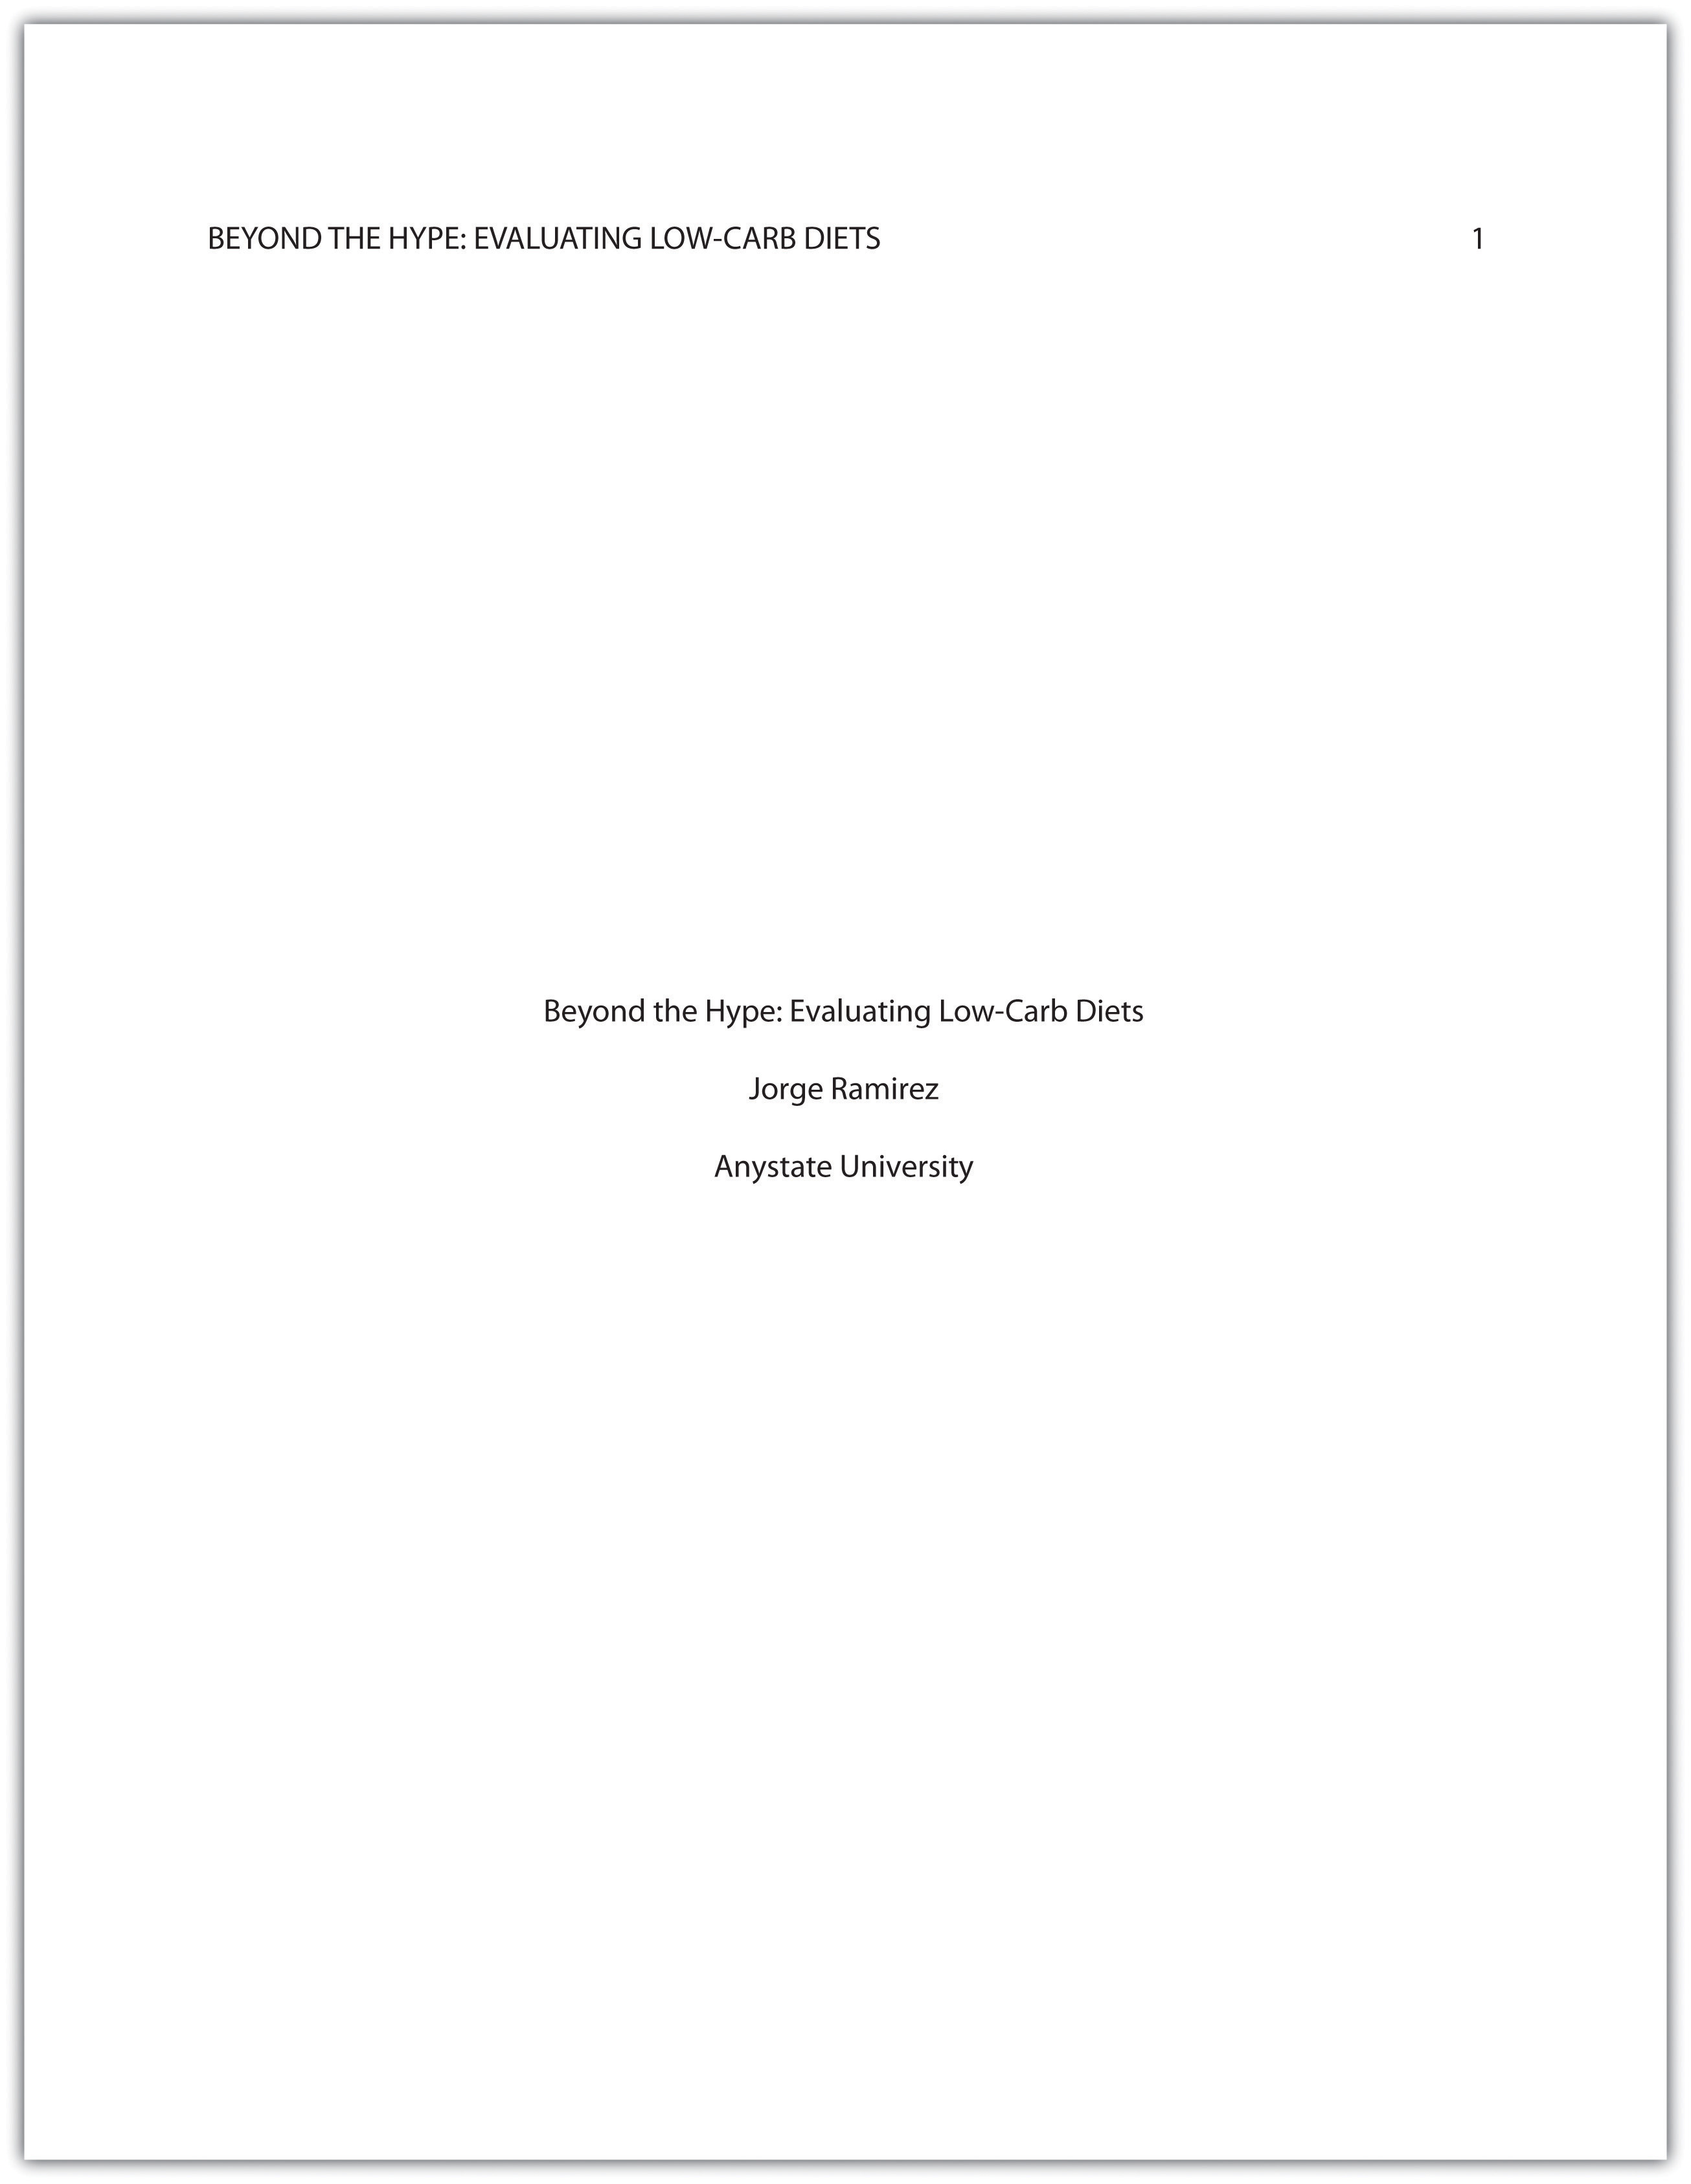 BEYOND THE HYPE: EVALUATING LOW-CARB DIETS 1
Beyond the Hype: Evaluating Low-Carb Diets
Jorge Ramirez
Anystate University